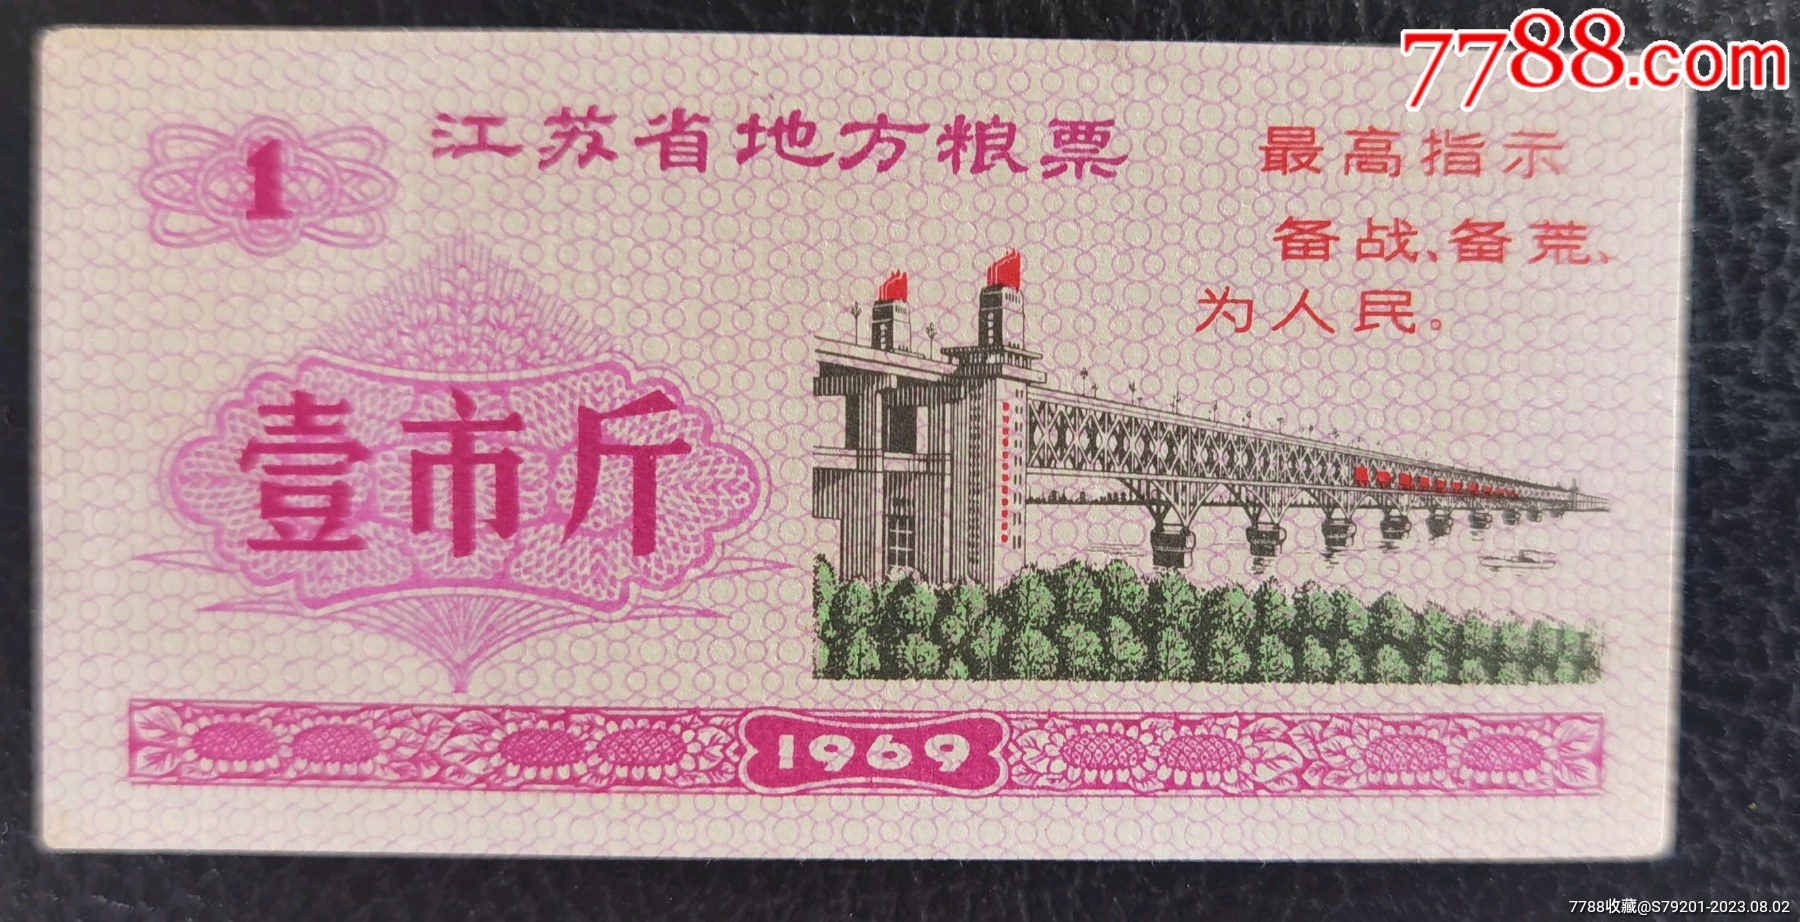 7788.com
江苏省地方粮票
1
最高指示
备战、备荒、
为人民。
壹市斤
1969
7788收藏@S79201-2023.08.02